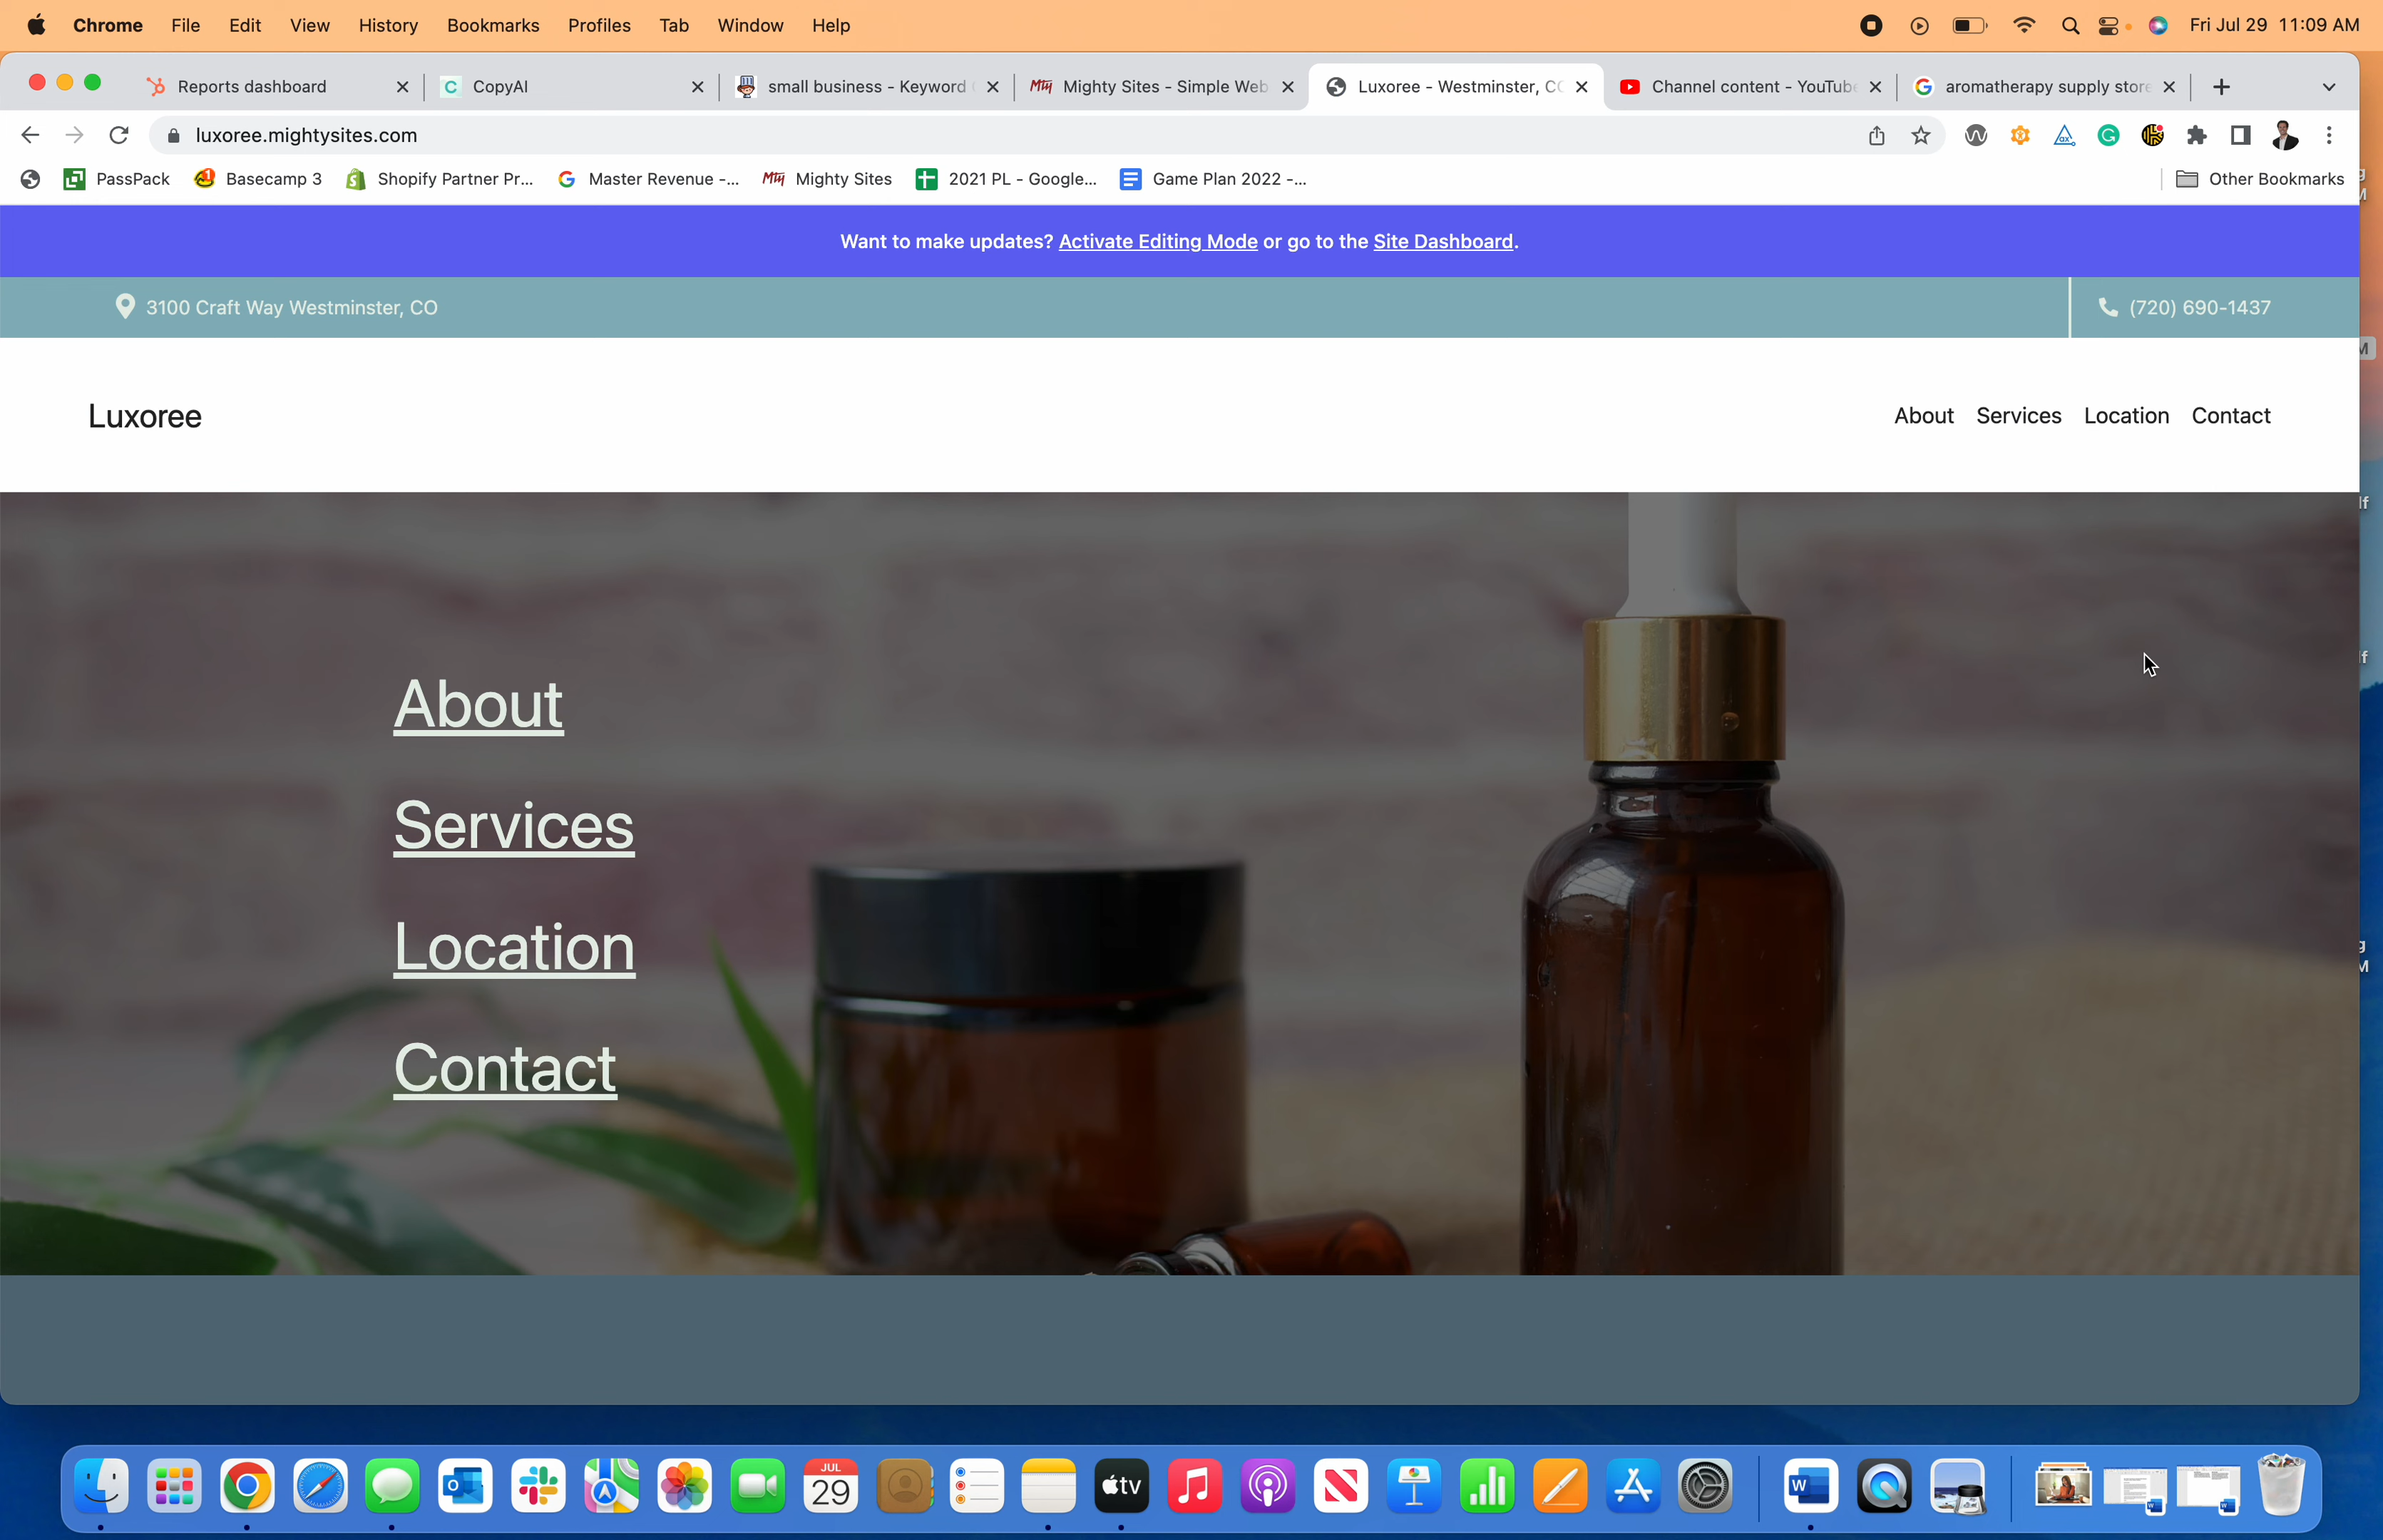 Chrome File Edit View History Bookmarks Profiles Tab Window Help Fri Jul 29 11:09 AM
Reports dashboard CopyAI small business - Keyword Mighty Sites - Simple Web Luxoree - Westminster, CO Channel content - YouTube aromatherapy supply store
luxoree.mightysites.com
PassPack Basecamp 3 Shopify Partner Pr... Master Revenue -... Mighty Sites 2021 PL - Google... Game Plan 2022 -... Other Bookmarks
Want to make updates? Activate Editing Mode or go to the Site Dashboard.
3100 Craft Way Westminster, CO (720) 690-1437
Luxoree About Services Location Contact
About
Services
Location
Contact
JUL
29
tv